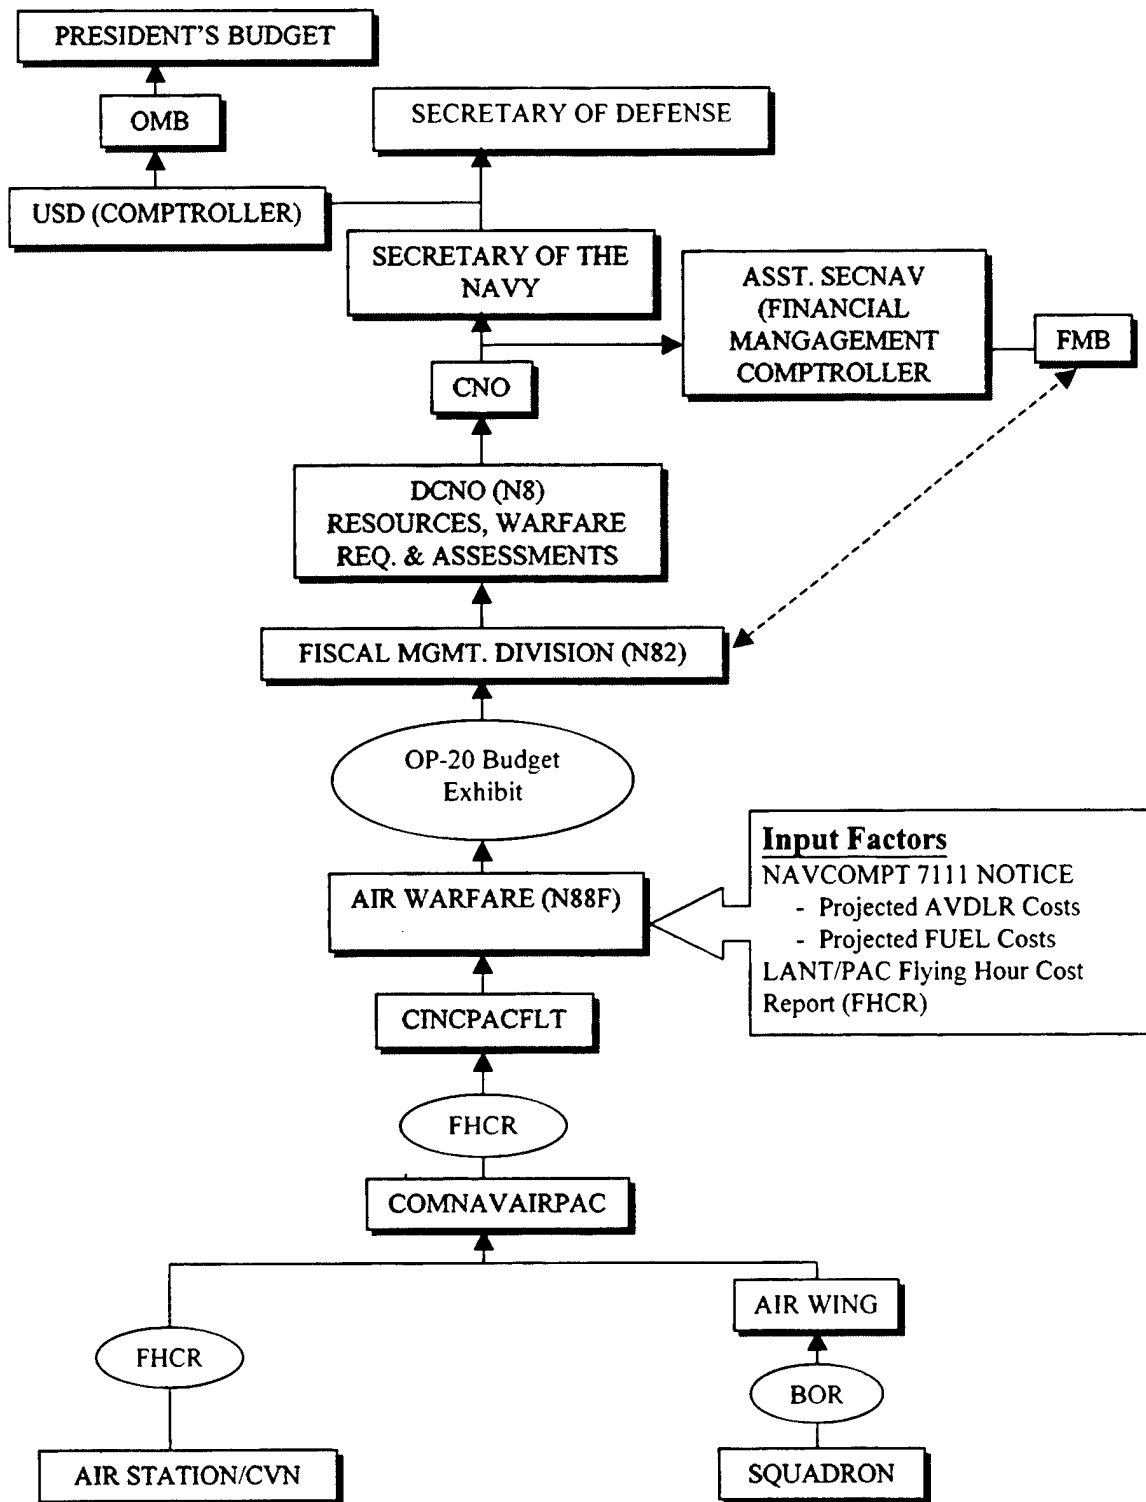 PRESIDENT'S BUDGET
OMB
SECRETARY OF DEFENSE
USD (COMPTROLLER)
SECRETARY OF THE
NAVY
ASST. SECNAV
(FINANCIAL
MANGAGEMENT
COMPTROLLER
FMB
CNO
DCNO (N8)
RESOURCES, WARFARE
REQ. & ASSESSMENTS
FISCAL MGMT. DIVISION (N82)
OP-20 Budget
Exhibit
Input Factors
NAVCOMPT 7111 NOTICE
- Projected AVDLR Costs
- Projected FUEL Costs
LANT/PAC Flying Hour Cost
Report (FHCR)
AIR WARFARE (N88F)
CINCPACFLT
FHCR
COMNAVAIRPAC
AIR WING
FHCR
BOR
AIR STATION/CVN
SQUADRON